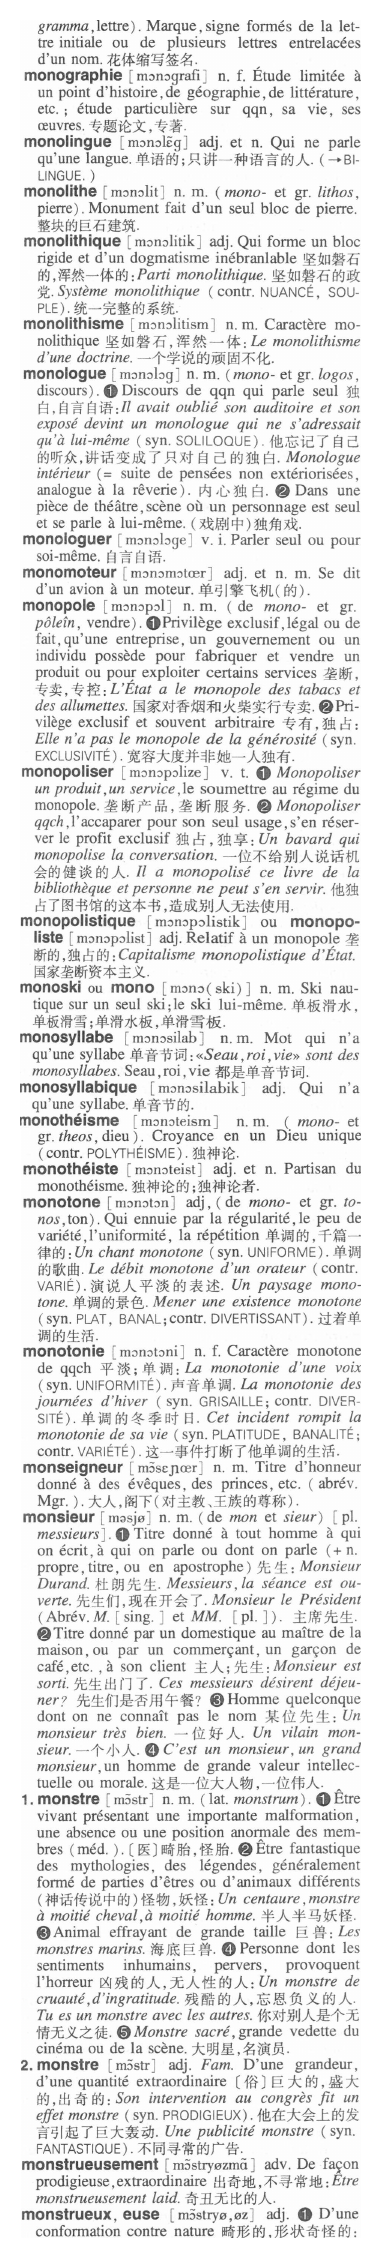 gramma,lettre). Marque,signe formés de la let-
tre initiale ou de plusieurs lettres entrelacées
d'un nom. 花体缩写签名.
monographie [mɔnɔgrafi] n. f. Étude limitée à
un point d'histoire,de géographie,de littérature,
etc. ; étude particulière sur qqn, sa vie, ses
œuvres. 专题论文,专著.
monolingue [mɔnɔlɛ̃g] adj. et n. Qui ne parle
qu'une langue. 单语的;只讲一种语言的人. (→BI-
LINGUE. )
monolithe [mɔnɔlit] n. m. ( mono- et gr. lithos,
pierre). Monument fait d'un seul bloc de pierre.
整块的巨石建筑.
monolithique [mɔnɔlitik] adj. Qui forme un bloc
rigide et d'un dogmatisme inébranlable 坚如磐石
的,浑然一体的:Parti monolithique. 坚如磐石的政
党. Système monolithique ( contr. NUANCÉ, SOU-
PLE). 统一完整的系统.
monolithisme [mɔnɔlitism] n. m. Caractère mo-
nolithique 坚如磐石,浑然一体:Le monolithisme
d'une doctrine. 一个学说的顽固不化.
monologue [mɔnɔlɔg] n. m. (mono- et gr. logos,
discours). ❶ Discours de qqn qui parle seul 独
白,自言自语:Il avait oublié son auditoire et son
exposé devint un monologue qui ne s'adressait
qu'à lui-même ( syn. SOLILOQUE). 他忘记了自己
的听众,讲话变成了只对自己的独白. Monologue
intérieur (= suite de pensées non extériorisées,
analogue à la rêverie). 内心独白. ❷ Dans une
pièce de théâtre,scène où un personnage est seul
et se parle à lui-même. (戏剧中)独角戏.
monologuer [mɔnɔlɔge] v. i. Parler seul ou pour
soi-même. 自言自语.
monomoteur [mɔnɔmɔtœr] adj. et n. m. Se dit
d'un avion à un moteur. 单引擎飞机(的).
monopole [mɔnɔpɔl] n. m. ( de mono- et gr.
pôleîn, vendre). ❶Privilège exclusif,légal ou de
fait,qu'une entreprise, un gouvernement ou un
individu possède pour fabriquer et vendre un
produit ou pour exploiter certains services 垄断,
专卖,专控:L'État a le monopole des tabacs et
des allumettes. 国家对香烟和火柴实行专卖. ❷Pri-
vilège exclusif et souvent arbitraire 专有,独占:
Elle n'a pas le monopole de la générosité (syn.
EXCLUSIVITÉ). 宽容大度并非她一人独有.
monopoliser [mɔnɔpɔlize] v. t. ❶ Monopoliser
un produit,un service,le soumettre au régime du
monopole. 垄断产品,垄断服务. ❷ Monopoliser
qqch,l'accaparer pour son seul usage,s'en réser-
ver le profit exclusif 独占,独享:Un bavard qui
monopolise la conversation. 一位不给别人说话机
会的健谈的人. Il a monopolisé ce livre de la
bibliothèque et personne ne peut s'en servir. 他独
占了图书馆的这本书,造成别人无法使用.
monopolistique [mɔnɔpɔlistik] ou monopo-
liste [mɔnɔpɔlist] adj. Relatif à un monopole 垄
断的,独占的:Capitalisme monopolistique d'État.
国家垄断资本主义.
monoski ou mono [mɔnɔ(ski)] n. m. Ski nau-
tique sur un seul ski;le ski lui-même. 单板滑水,
单板滑雪;单滑水板,单滑雪板.
monosyllabe [mɔnɔsilab] n. m. Mot qui n'a
qu'une syllabe 单音节词:«Seau,roi,vie» sont des
monosyllabes. Seau,roi,vie 都是单音节词.
monosyllabique [mɔnɔsilabik] adj. Qui n'a
qu'une syllabe. 单音节的.
monothéisme [mɔnɔteism] n. m. ( mono- et
gr. theos, dieu). Croyance en un Dieu unique
(contr. POLYTHÉISME). 独神论.
monothéiste [mɔnɔteist] adj. et n. Partisan du
monothéisme. 独神论的;独神论者.
monotone [mɔnɔtɔn] adj, (de mono- et gr. to-
nos,ton). Qui ennuie par la régularité,le peu de
variété,l'uniformité, la répétition 单调的,千篇一
律的:Un chant monotone (syn. UNIFORME). 单调
的歌曲. Le débit monotone d'un orateur (contr.
VARIÉ). 演说人平淡的表述. Un paysage mono-
tone. 单调的景色. Mener une existence monotone
(syn. PLAT, BANAL;contr. DIVERTISSANT). 过着单
调的生活.
monotonie [mɔnɔtɔni] n. f. Caractère monotone
de qqch 平淡;单调: La monotonie d'une voix
(syn. UNIFORMITÉ). 声音单调. La monotonie des
journées d'hiver ( syn. GRISAILLE; contr. DIVER-
SITÉ). 单调的冬季时日. Cet incident rompit la
monotonie de sa vie (syn. PLATITUDE, BANALITÉ;
contr. VARIÉTÉ). 这一事件打断了他单调的生活.
monseigneur [mɔ̃sɛɲœr] n. m. Titre d'honneur
donné à des évêques, des princes, etc. ( abrév.
Mgr. ). 大人,阁下(对主教、王族的尊称).
monsieur [məsjø] n. m. (de mon et sieur) [pl.
messieurs]. ❶ Titre donné à tout homme à qui
on écrit,à qui on parle ou dont on parle (+ n.
propre,titre, ou en apostrophe) 先生: Monsieur
Durand. 杜朗先生. Messieurs,la séance est ou-
verte. 先生们,现在开会了. Monsieur le Président
(Abrév. M. [sing. ] et MM. [pl. ]). 主席先生.
❷Titre donné par un domestique au maître de la
maison,ou par un commerçant, un garçon de
café,etc. , à son client 主人;先生:Monsieur est
sorti. 先生出门了. Ces messieurs désirent déjeu-
ner? 先生们是否用午餐? ❸ Homme quelconque
dont on ne connaît pas le nom 某位先生: Un
monsieur très bien. 一位好人. Un vilain mon-
sieur. 一个小人. ❹ C'est un monsieur, un grand
monsieur,un homme de grande valeur intellec-
tuelle ou morale. 这是一位大人物,一位伟人.
1. monstre [mɔ̃str] n. m. (lat. monstrum). ❶ Être
vivant présentant une importante malformation,
une absence ou une position anormale des mem-
bres (méd. ).〔医〕畸胎,怪胎. ❷ Être fantastique
des mythologies, des légendes, généralement
formé de parties d'êtres ou d'animaux différents
(神话传说中的)怪物,妖怪: Un centaure,monstre
à moitié cheval,à moitié homme. 半人半马妖怪.
❸Animal effrayant de grande taille 巨兽: Les
monstres marins. 海底巨兽. ❹ Personne dont les
sentiments inhumains, pervers, provoquent
l'horreur 凶残的人,无人性的人: Un monstre de
cruauté,d'ingratitude. 残酷的人,忘恩负义的人.
Tu es un monstre avec les autres. 你对别人是个无
情无义之徒. ❺ Monstre sacré,grande vedette du
cinéma ou de la scène. 大明星,名演员.
2. monstre [mɔ̃str] adj. Fam. D'une grandeur,
d'une quantité extraordinaire 〔俗〕巨大的,盛大
的,出奇的: Son intervention au congrès fit un
effet monstre ( syn. PRODIGIEUX). 他在大会上的发
言引起了巨大轰动. Une publicité monstre ( syn.
FANTASTIQUE). 不同寻常的广告.
monstrueusement [mɔ̃stryøzmɑ̃] adv. De façon
prodigieuse,extraordinaire 出奇地,不寻常地:Être
monstrueusement laid. 奇丑无比的人.
monstrueux, euse [mɔ̃stryø,øz] adj. ❶ D'une
conformation contre nature 畸形的,形状奇怪的: